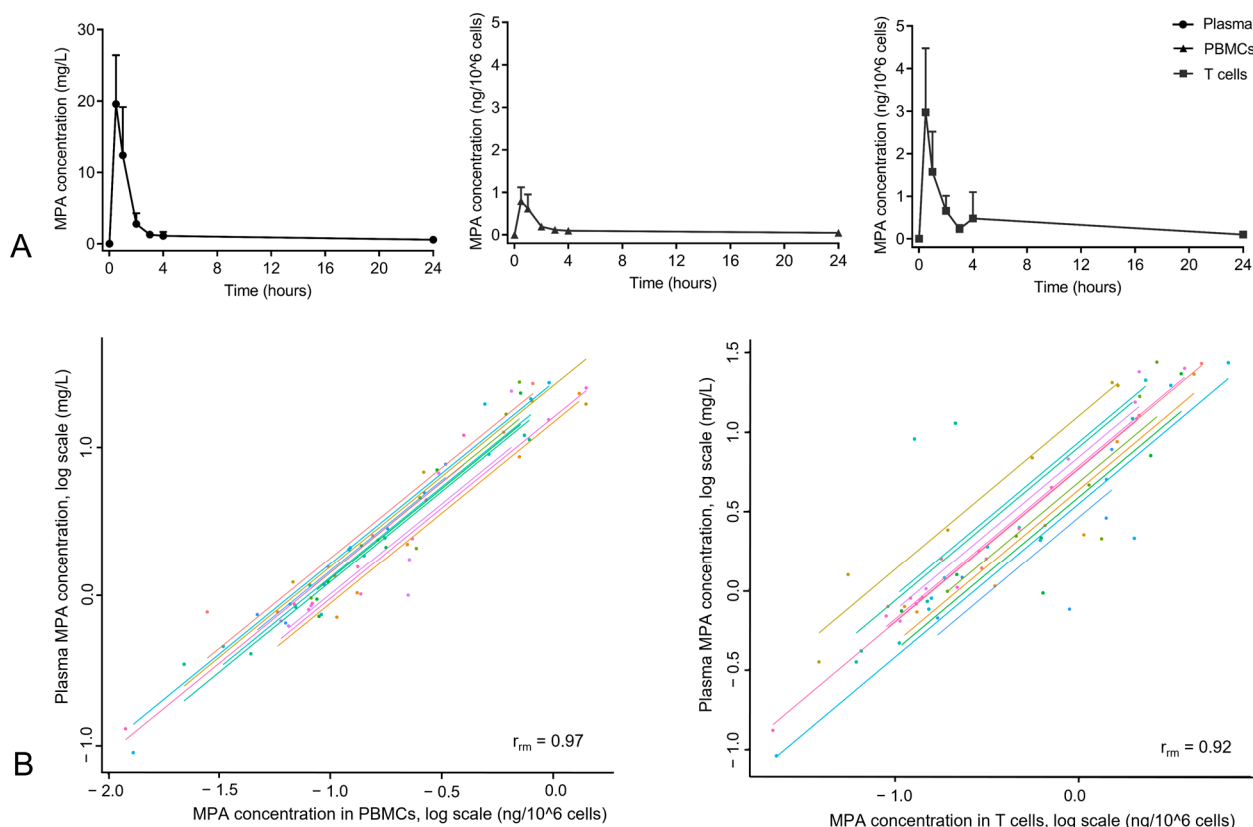 MPA concentration (mg/L)
30
20
10
0
0 4 8 12 16 20 24
Time (hours)
MPA concentration (ng/10^6 cells)
5
4
3
2
1
0
0 4 8 12 16 20 24
Time (hours)
MPA concentration (ng/10^6 cells)
5
4
3
2
1
0
0 4 8 12 16 20 24
Time (hours)
Plasma
PBMCs
T cells
A
Plasma MPA concentration, log scale (mg/L)
1.0
0.0
− 1.0
− 2.0 − 1.5 − 1.0 − 0.5 0.0
MPA concentration in PBMCs, log scale (ng/10^6 cells)
rrm = 0.97
B
Plasma MPA concentration, log scale (mg/L)
1.5
1.0
0.5
0.0
− 0.5
− 1.0
− 1.0 0.0
MPA concentration in T cells, log scale (ng/10^6 cells)
rrm = 0.92